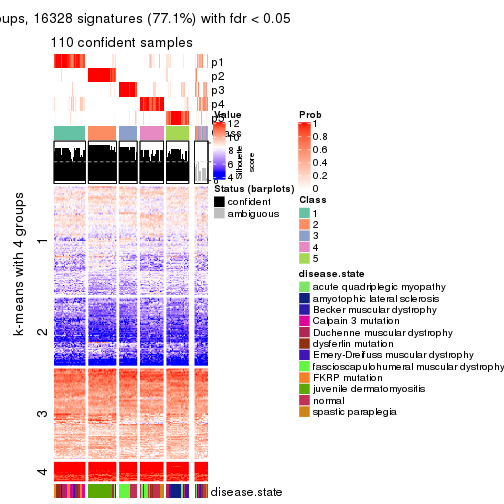 oups, 16328 signatures (77.1%) with fdr < 0.05
110 confident samples
p1
p2
p3
p4
Value
12
10
8
6
4
Silhouette
score
Status (barplots)
confident
ambiguous
Prob
1
0.8
0.6
0.4
0.2
0
Class
1
2
3
4
5
disease.state
acute quadriplegic myopathy
amyotophic lateral sclerosis
Becker muscular dystrophy
Calpain 3 mutation
Duchenne muscular dystrophy
dysferlin mutation
Emery-Dreifuss muscular dystrophy
fascioscapulohumeral muscular dystrophy
FKRP mutation
juvenile dermatomyositis
normal
spastic paraplegia
k-means with 4 groups
1
2
3
4
disease.state